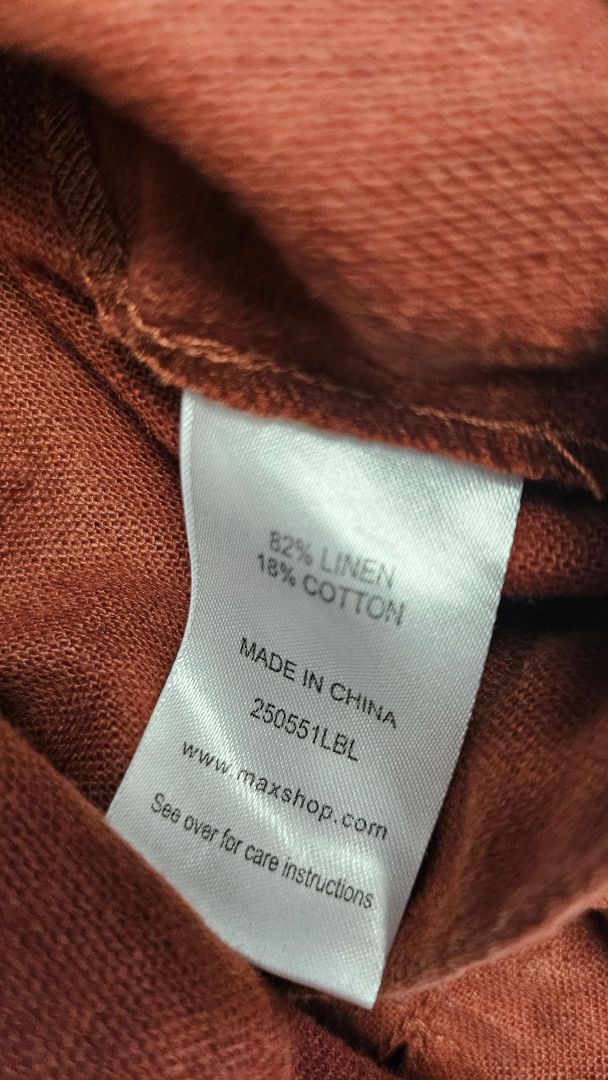 82% LINEN
18% COTTON
MADE IN CHINA
250551LBL
www.maxshop.com
See over for care instructions